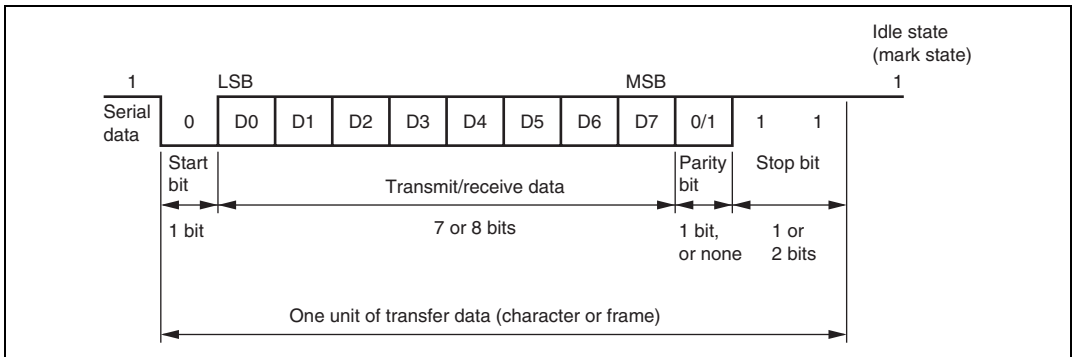 Idle state
(mark state)
1 LSB MSB 1
Serial
data
0 D0 D1 D2 D3 D4 D5 D6 D7 0/1 1 1
Start
bit
Transmit/receive data
Parity
bit
Stop bit
1 bit
7 or 8 bits
1 bit,
or none
1 or
2 bits
One unit of transfer data (character or frame)